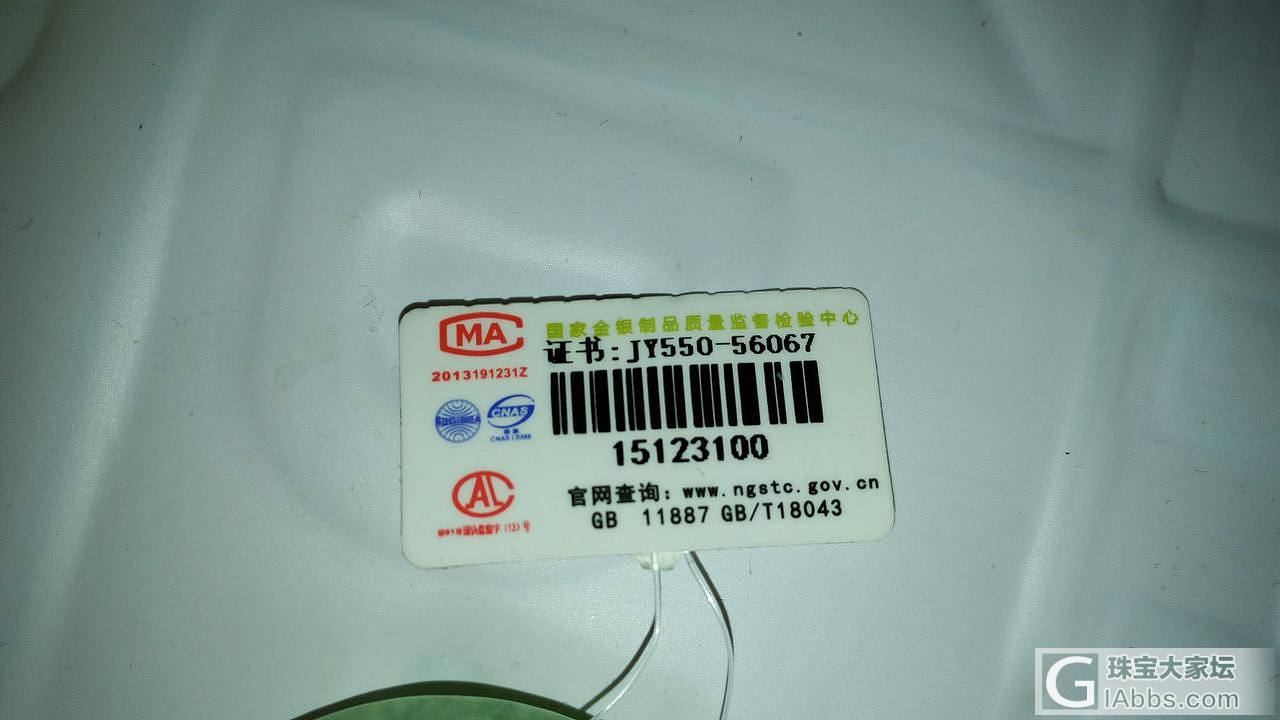 MA
2013191231Z
国家金银制品质量监督检验中心
证书:JY550-56067
15123100
CNAS
AL
官网查询: www.ngstc.gov.cn
GB 11887 GB/T18043
G 珠宝大家坛
GIAbbs.com